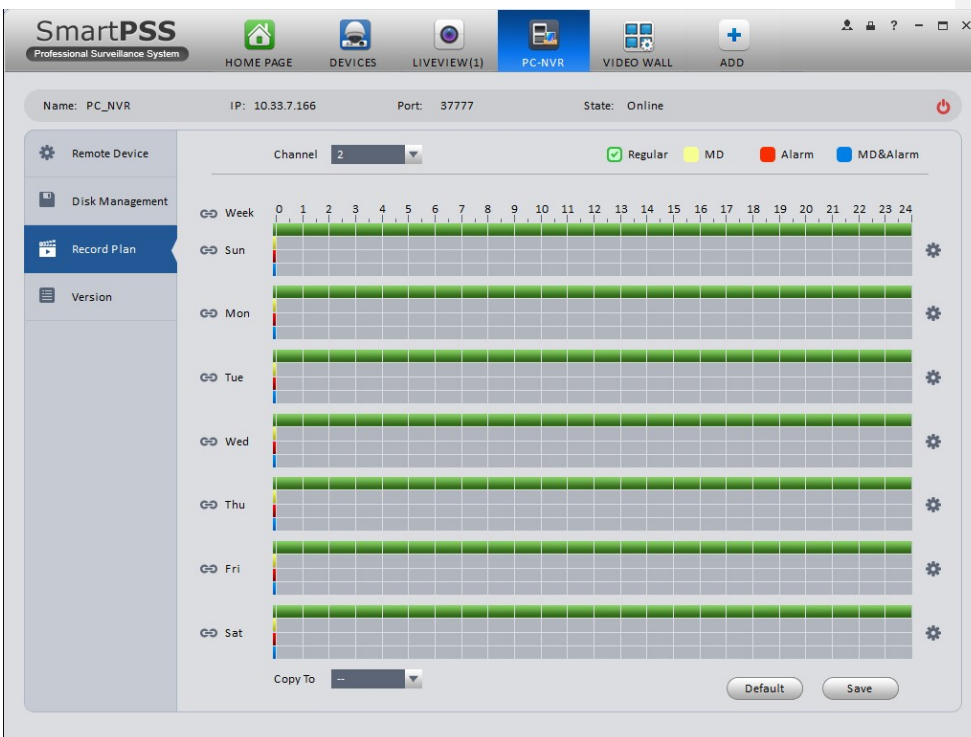 SmartPSS
Professional Surveillance System
HOME PAGE DEVICES LIVEVIEW(1) PC-NVR VIDEO WALL ADD
?
Name: PC_NVR IP: 10.33.7.166 Port: 37777 State: Online
Remote Device
Disk Management
Record Plan
Version
Channel 2 Regular MD Alarm MD&Alarm
Week 0 1 2 3 4 5 6 7 8 9 10 11 12 13 14 15 16 17 18 19 20 21 22 23 24
Sun
Mon
Tue
Wed
Thu
Fri
Sat
Copy To --
Default Save